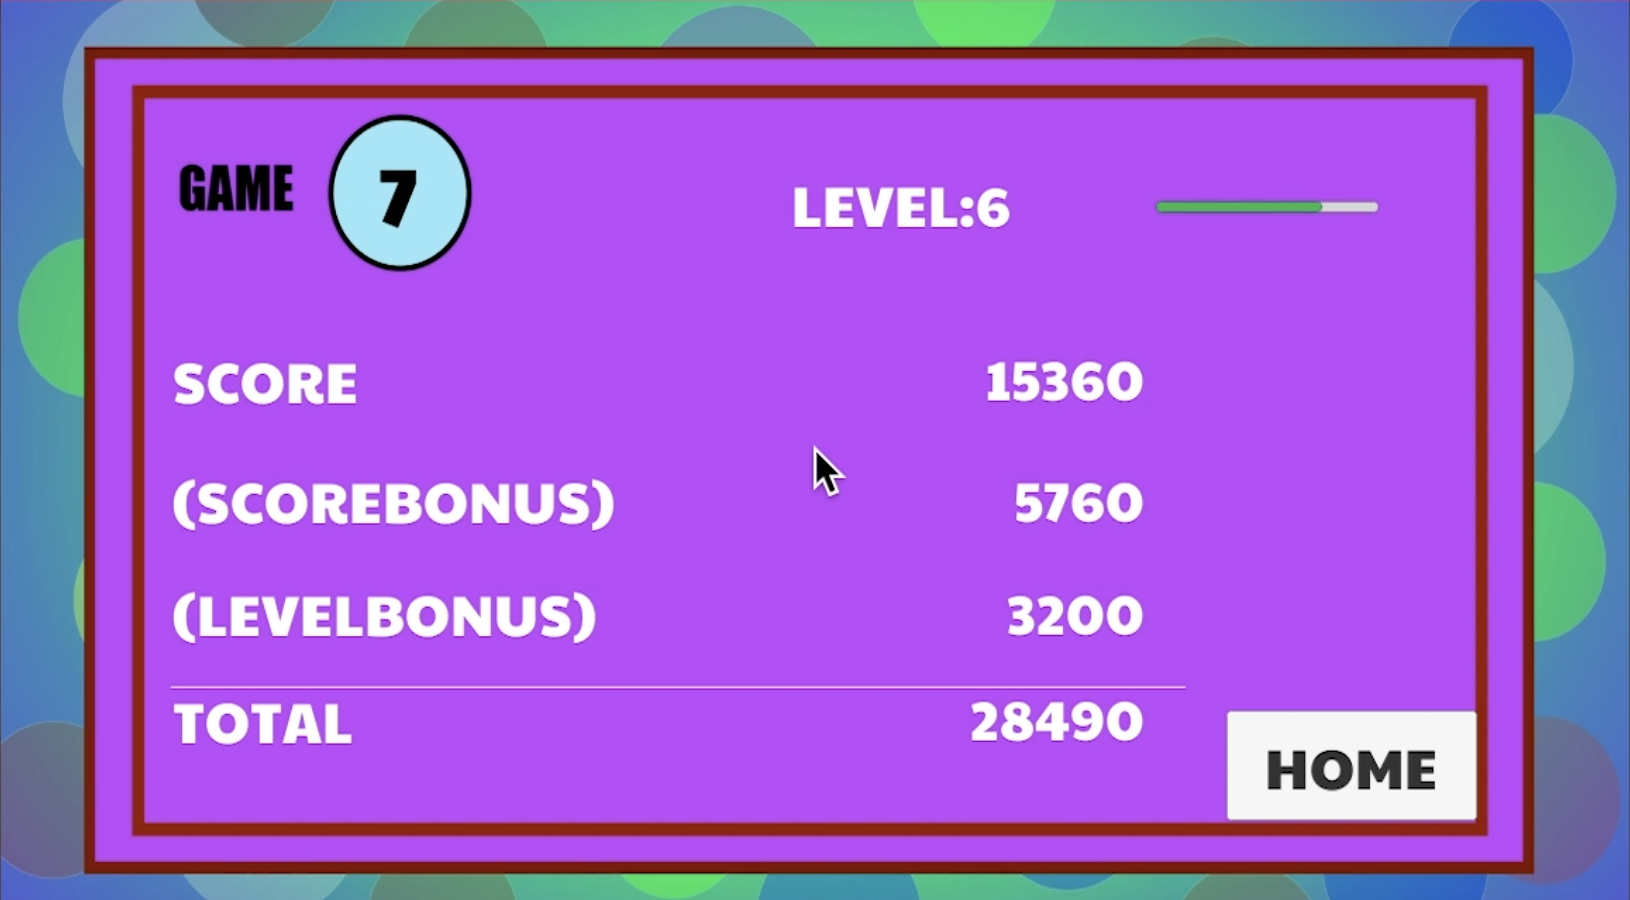 GAME 7
LEVEL:6
SCORE 15360
(SCOREBONUS) 5760
(LEVELBONUS) 3200
TOTAL 28490
HOME